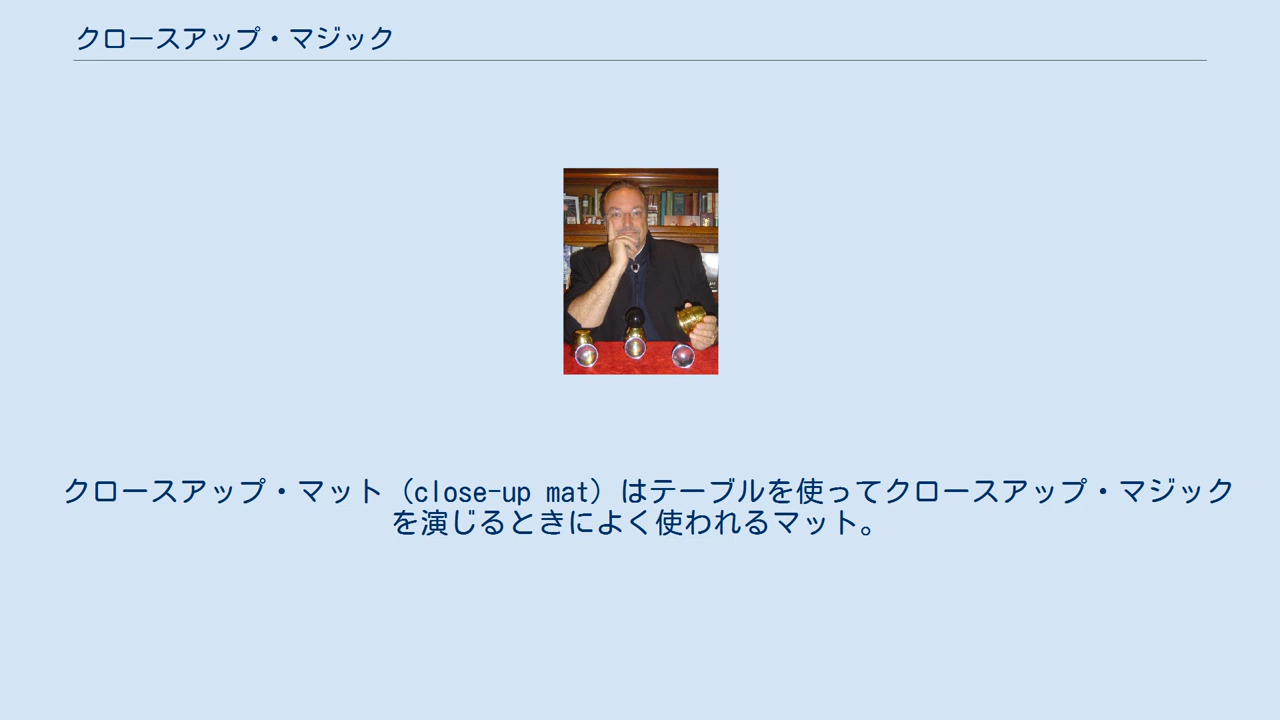 クロースアップ・マジック
クロースアップ・マット（close-up mat）はテーブルを使ってクロースアップ・マジック
を演じるときによく使われるマット。